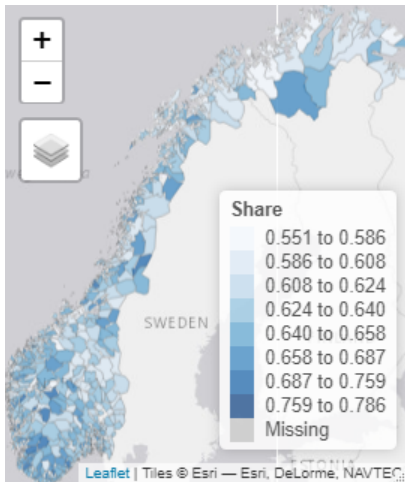 +
−
SWEDEN
Share
0.551 to 0.586
0.586 to 0.608
0.608 to 0.624
0.624 to 0.640
0.640 to 0.658
0.658 to 0.687
0.687 to 0.759
0.759 to 0.786
Missing
ESTONIA
Leaflet | Tiles © Esri — Esri, DeLorme, NAVTEQ,